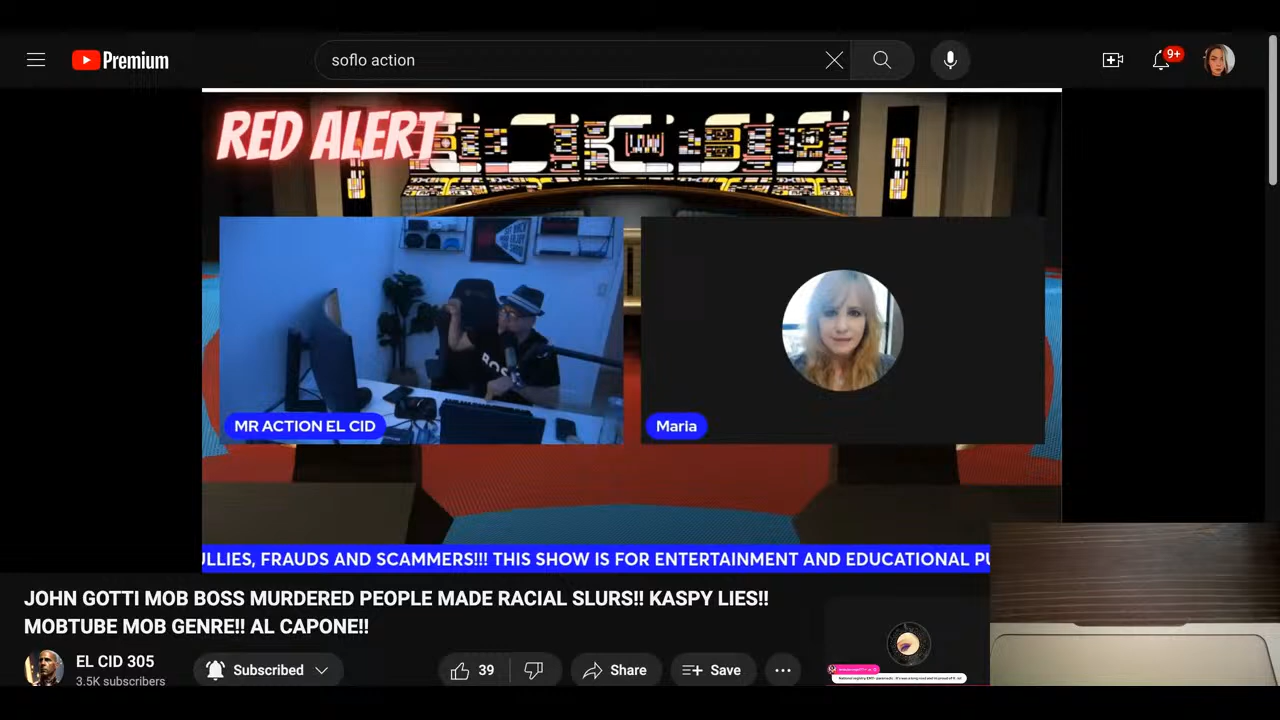 Premium
soflo action
9+
RED ALERT
BOSS
MR ACTION EL CID
Maria
ULLIES, FRAUDS AND SCAMMERS!!! THIS SHOW IS FOR ENTERTAINMENT AND EDUCATIONAL PU
JOHN GOTTI MOB BOSS MURDERED PEOPLE MADE RACIAL SLURS!! KASPY LIES!!
MOBTUBE MOB GENRE!! AL CAPONE!!
EL CID 305
3.5K subscribers
Subscribed
39
Share
Save